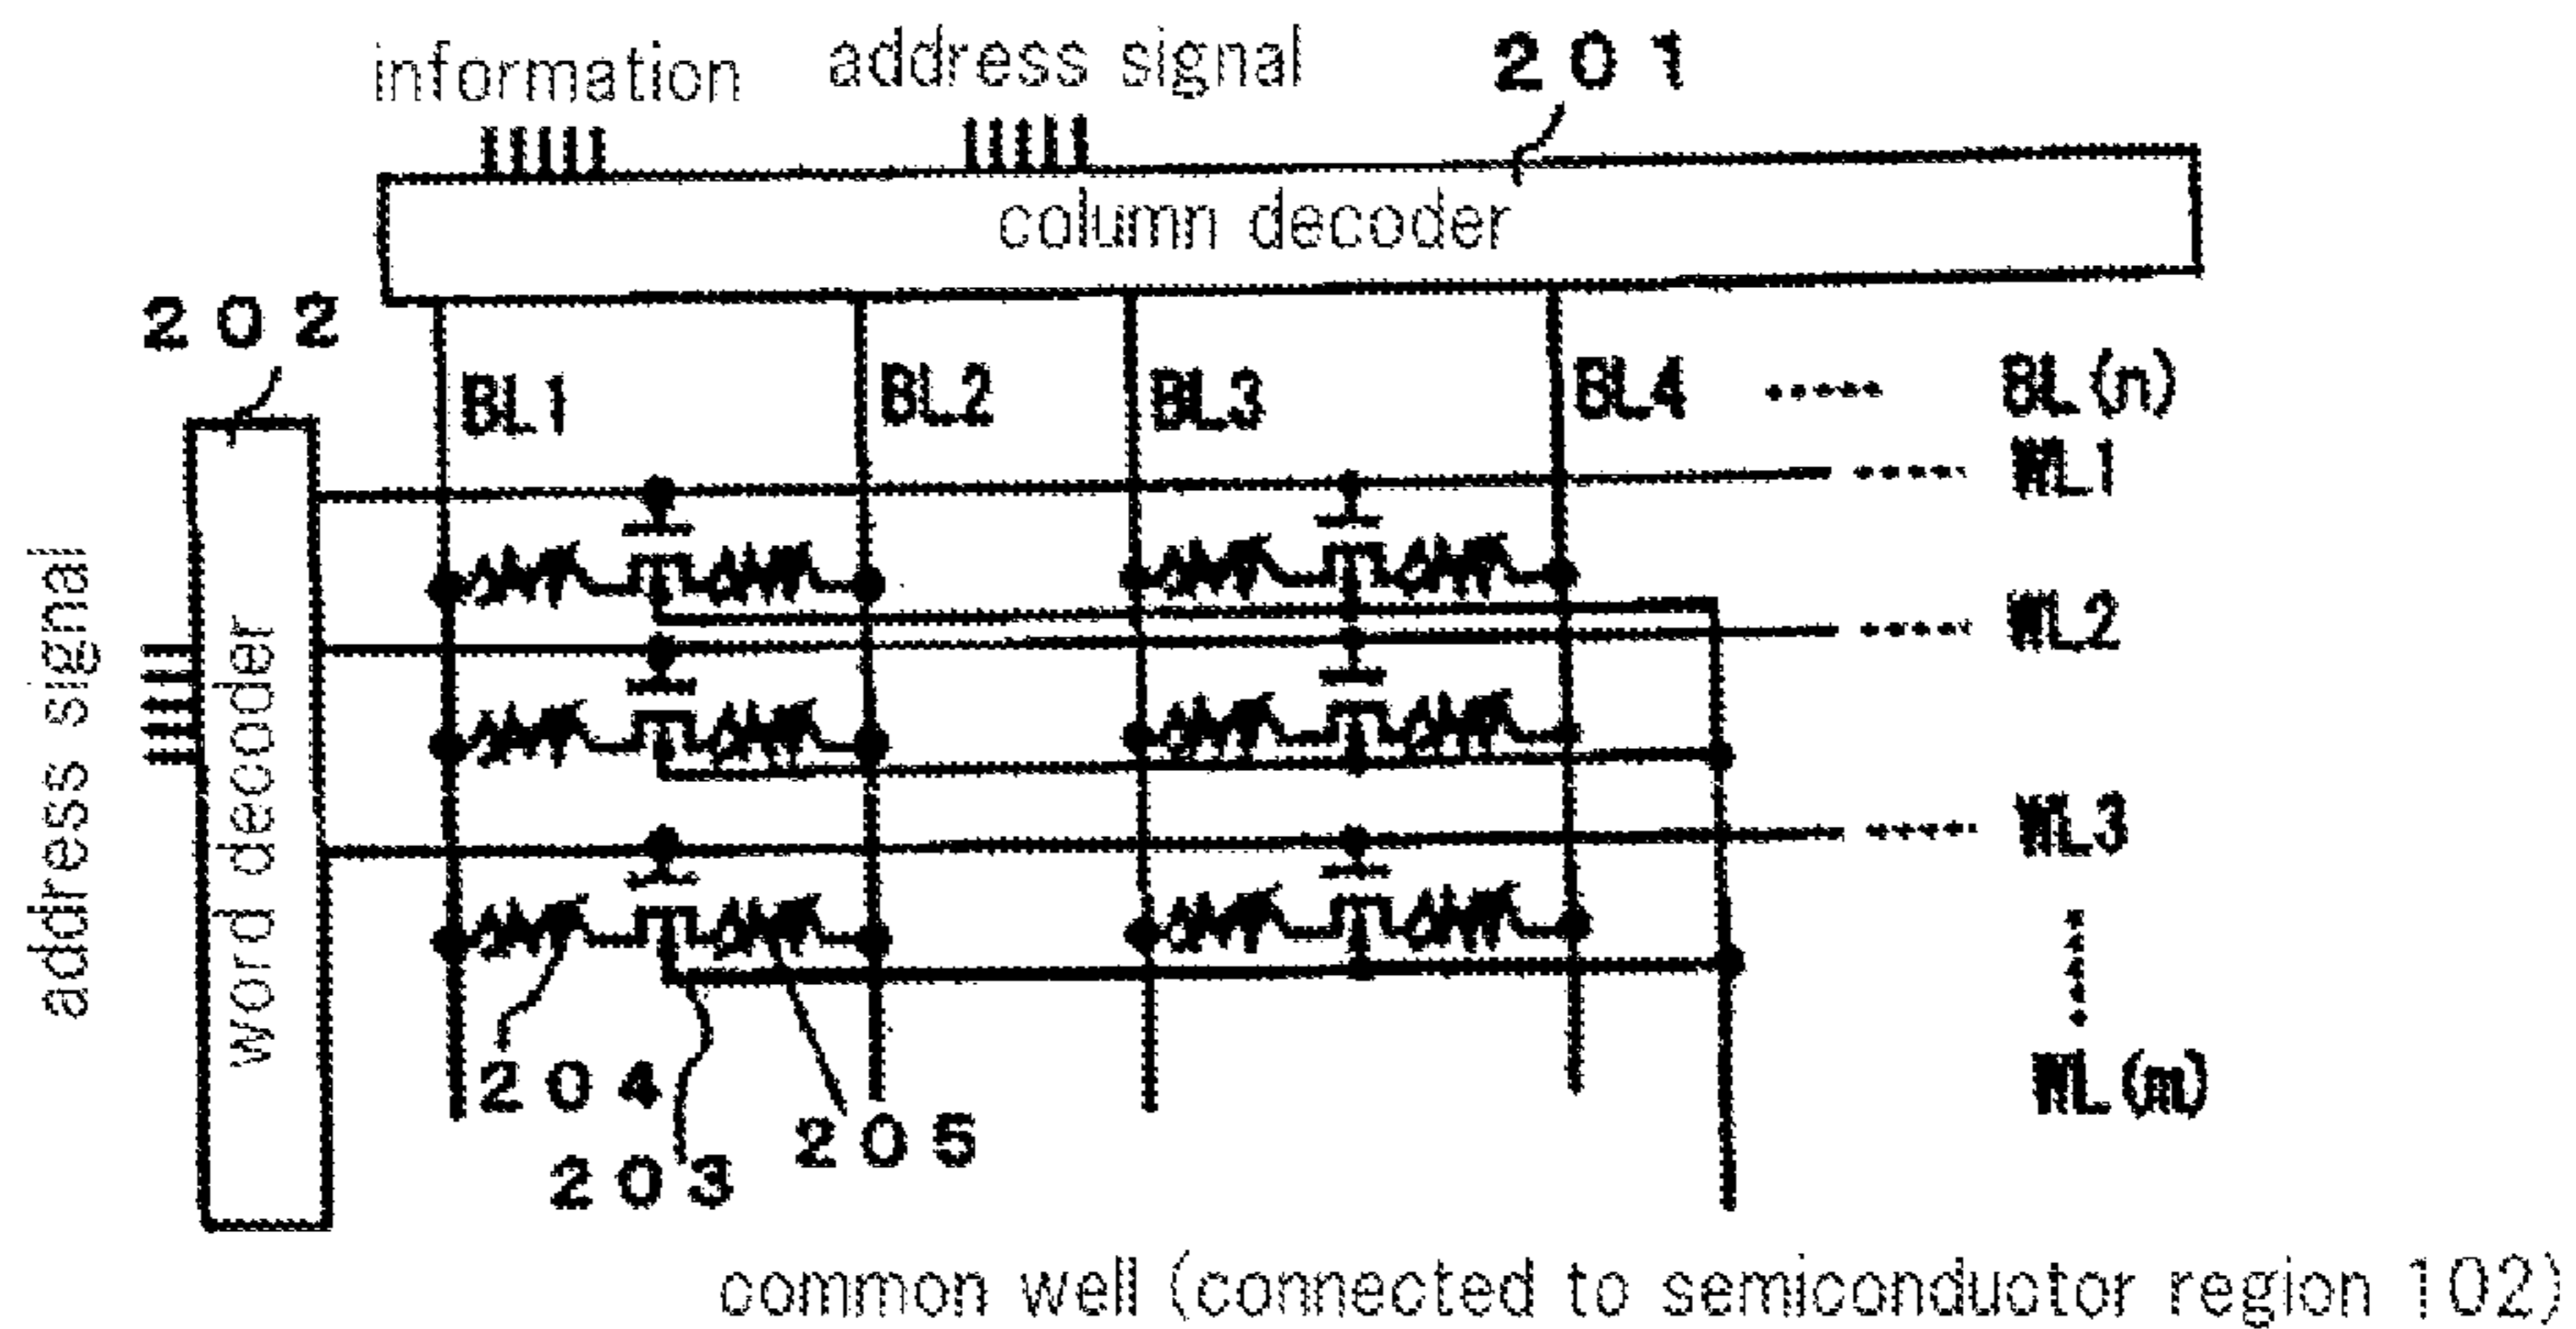 information
address signal
201
column decoder
202
BL1
BL2
BL3
BL4
BL(n)
WL1
WL2
WL3
WL(m)
address signal
word decoder
204
205
203
common well (connected to semiconductor region 102)